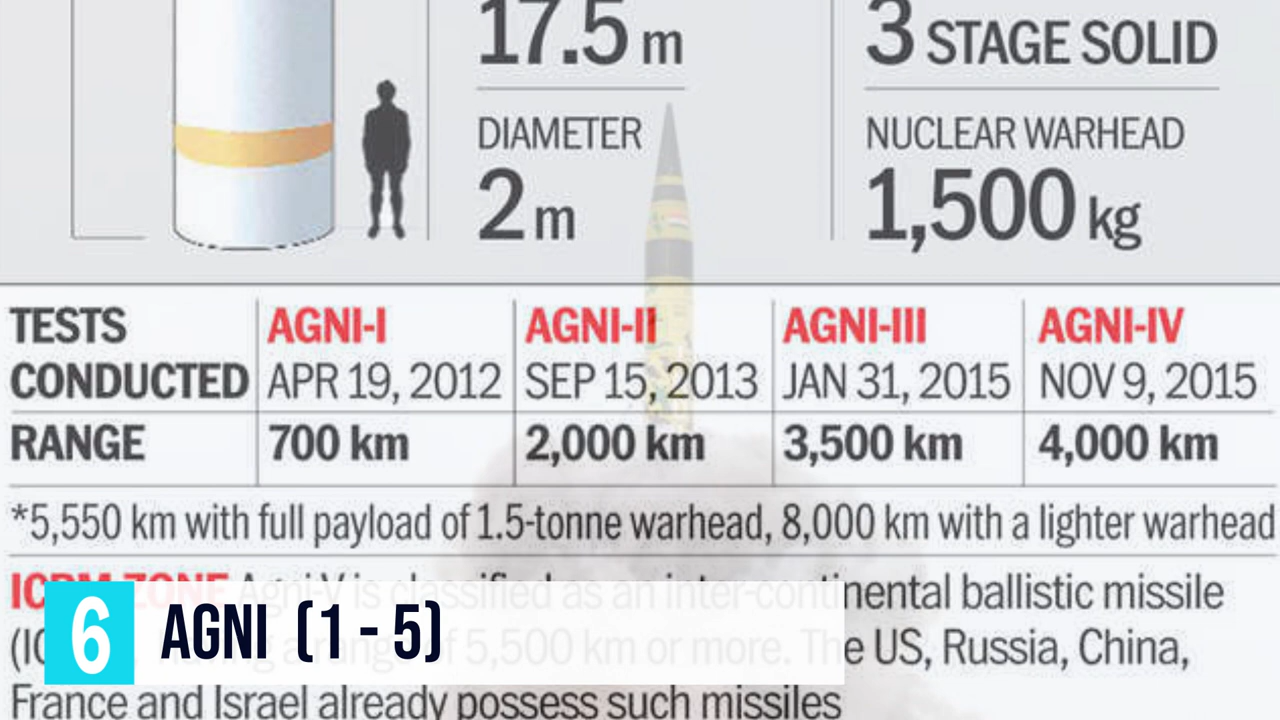 17.5 m
DIAMETER
2 m
3 STAGE SOLID
NUCLEAR WARHEAD
1,500 kg
TESTS CONDUCTED
AGNI-I AGNI-II AGNI-III AGNI-IV
APR 19, 2012 SEP 15, 2013 JAN 31, 2015 NOV 9, 2015
RANGE 700 km 2,000 km 3,500 km 4,000 km
*5,550 km with full payload of 1.5-tonne warhead, 8,000 km with a lighter warhead
ICBM ZONE Agni-V is classified as an inter-continental ballistic missile
a range of 5,500 km or more. The US, Russia, China,
France and Israel already possess such missiles
6 AGNI (1 - 5)